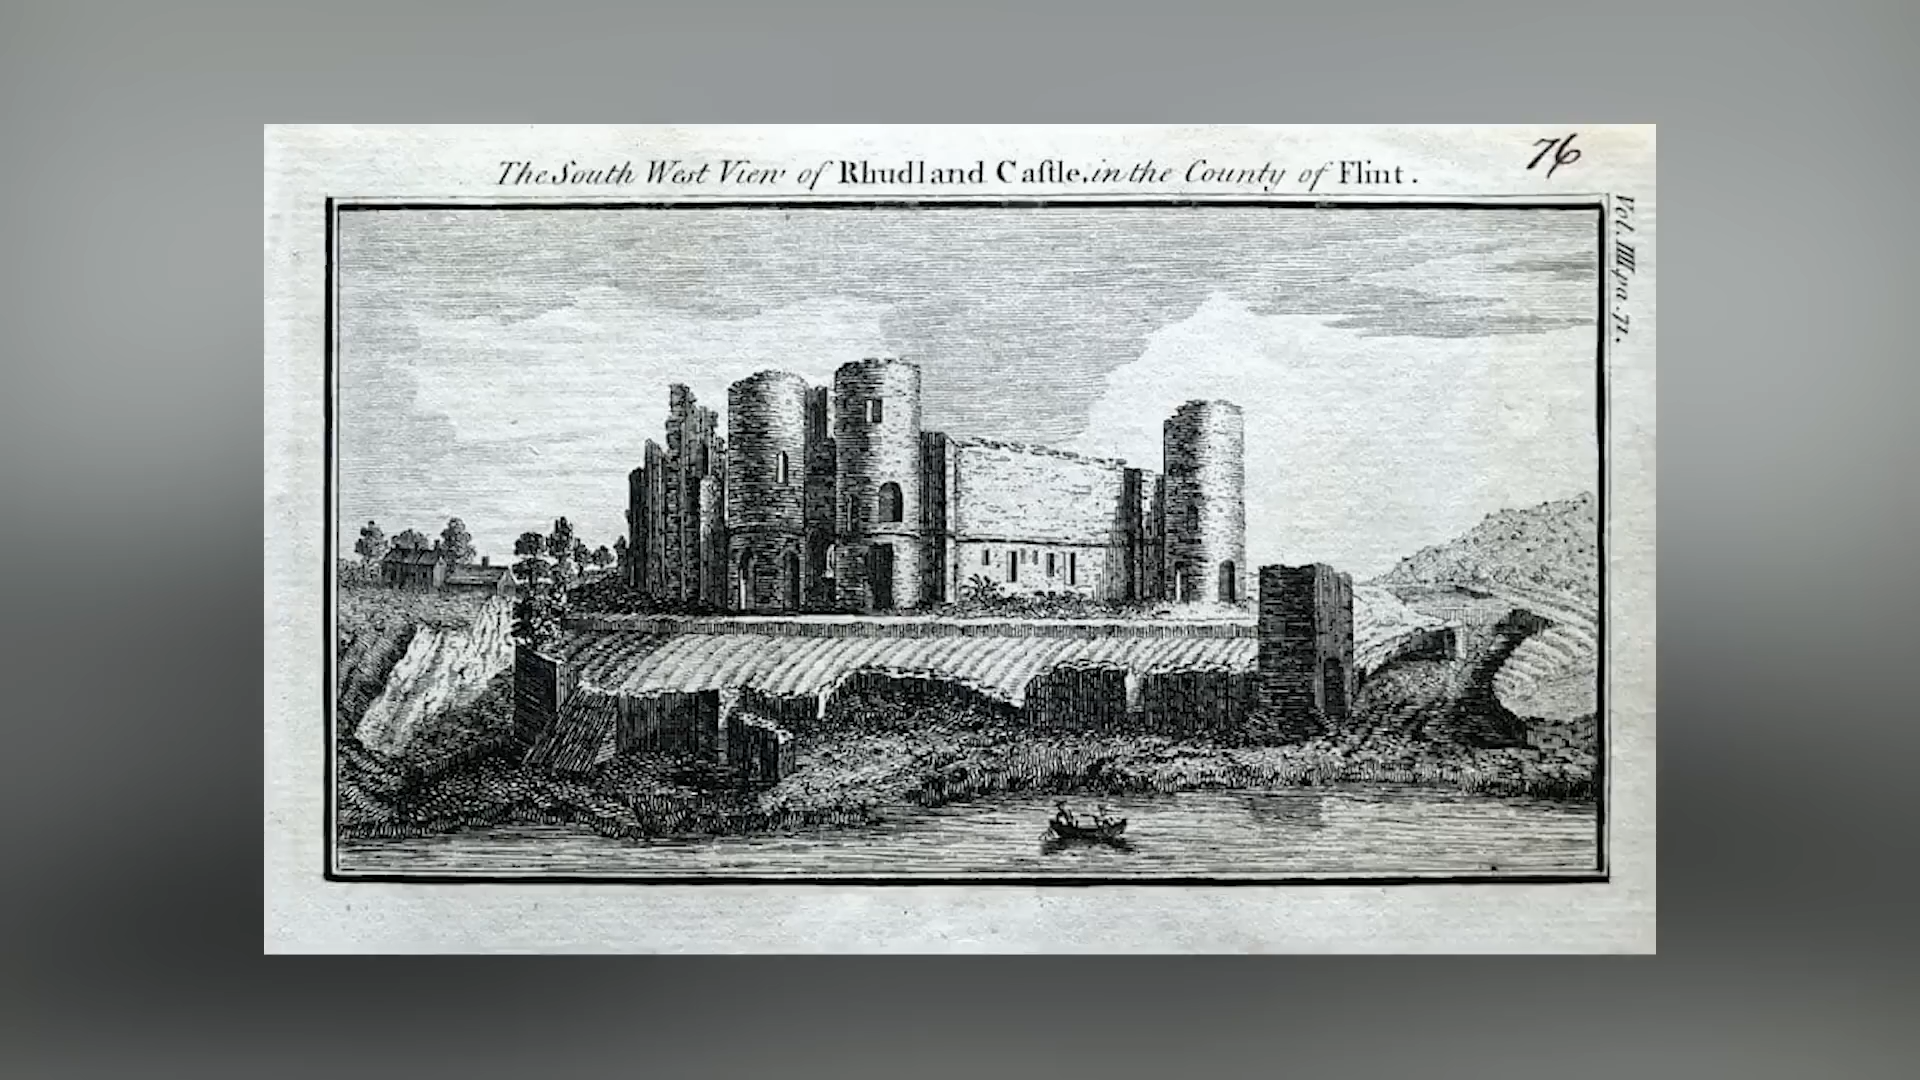 76
The South West View of Rhudland Caſtle, in the County of Flint.
Vol. III pa. 71.